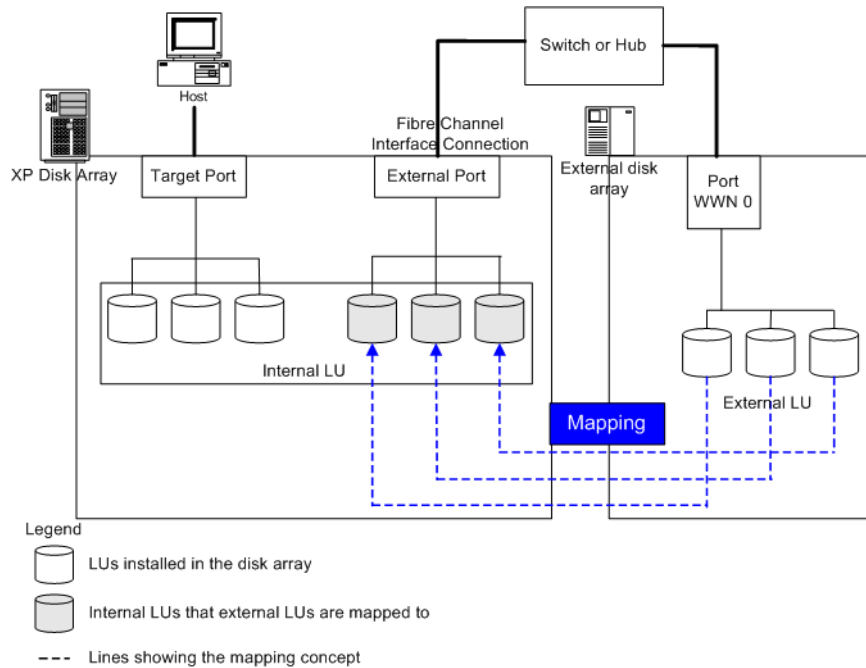 Switch or Hub
Host
Fibre Channel
Interface Connection
XP Disk Array
Target Port
External Port
External disk
array
Port
WWN 0
Internal LU
External LU
Mapping
Legend
LUs installed in the disk array
Internal LUs that external LUs are mapped to
Lines showing the mapping concept